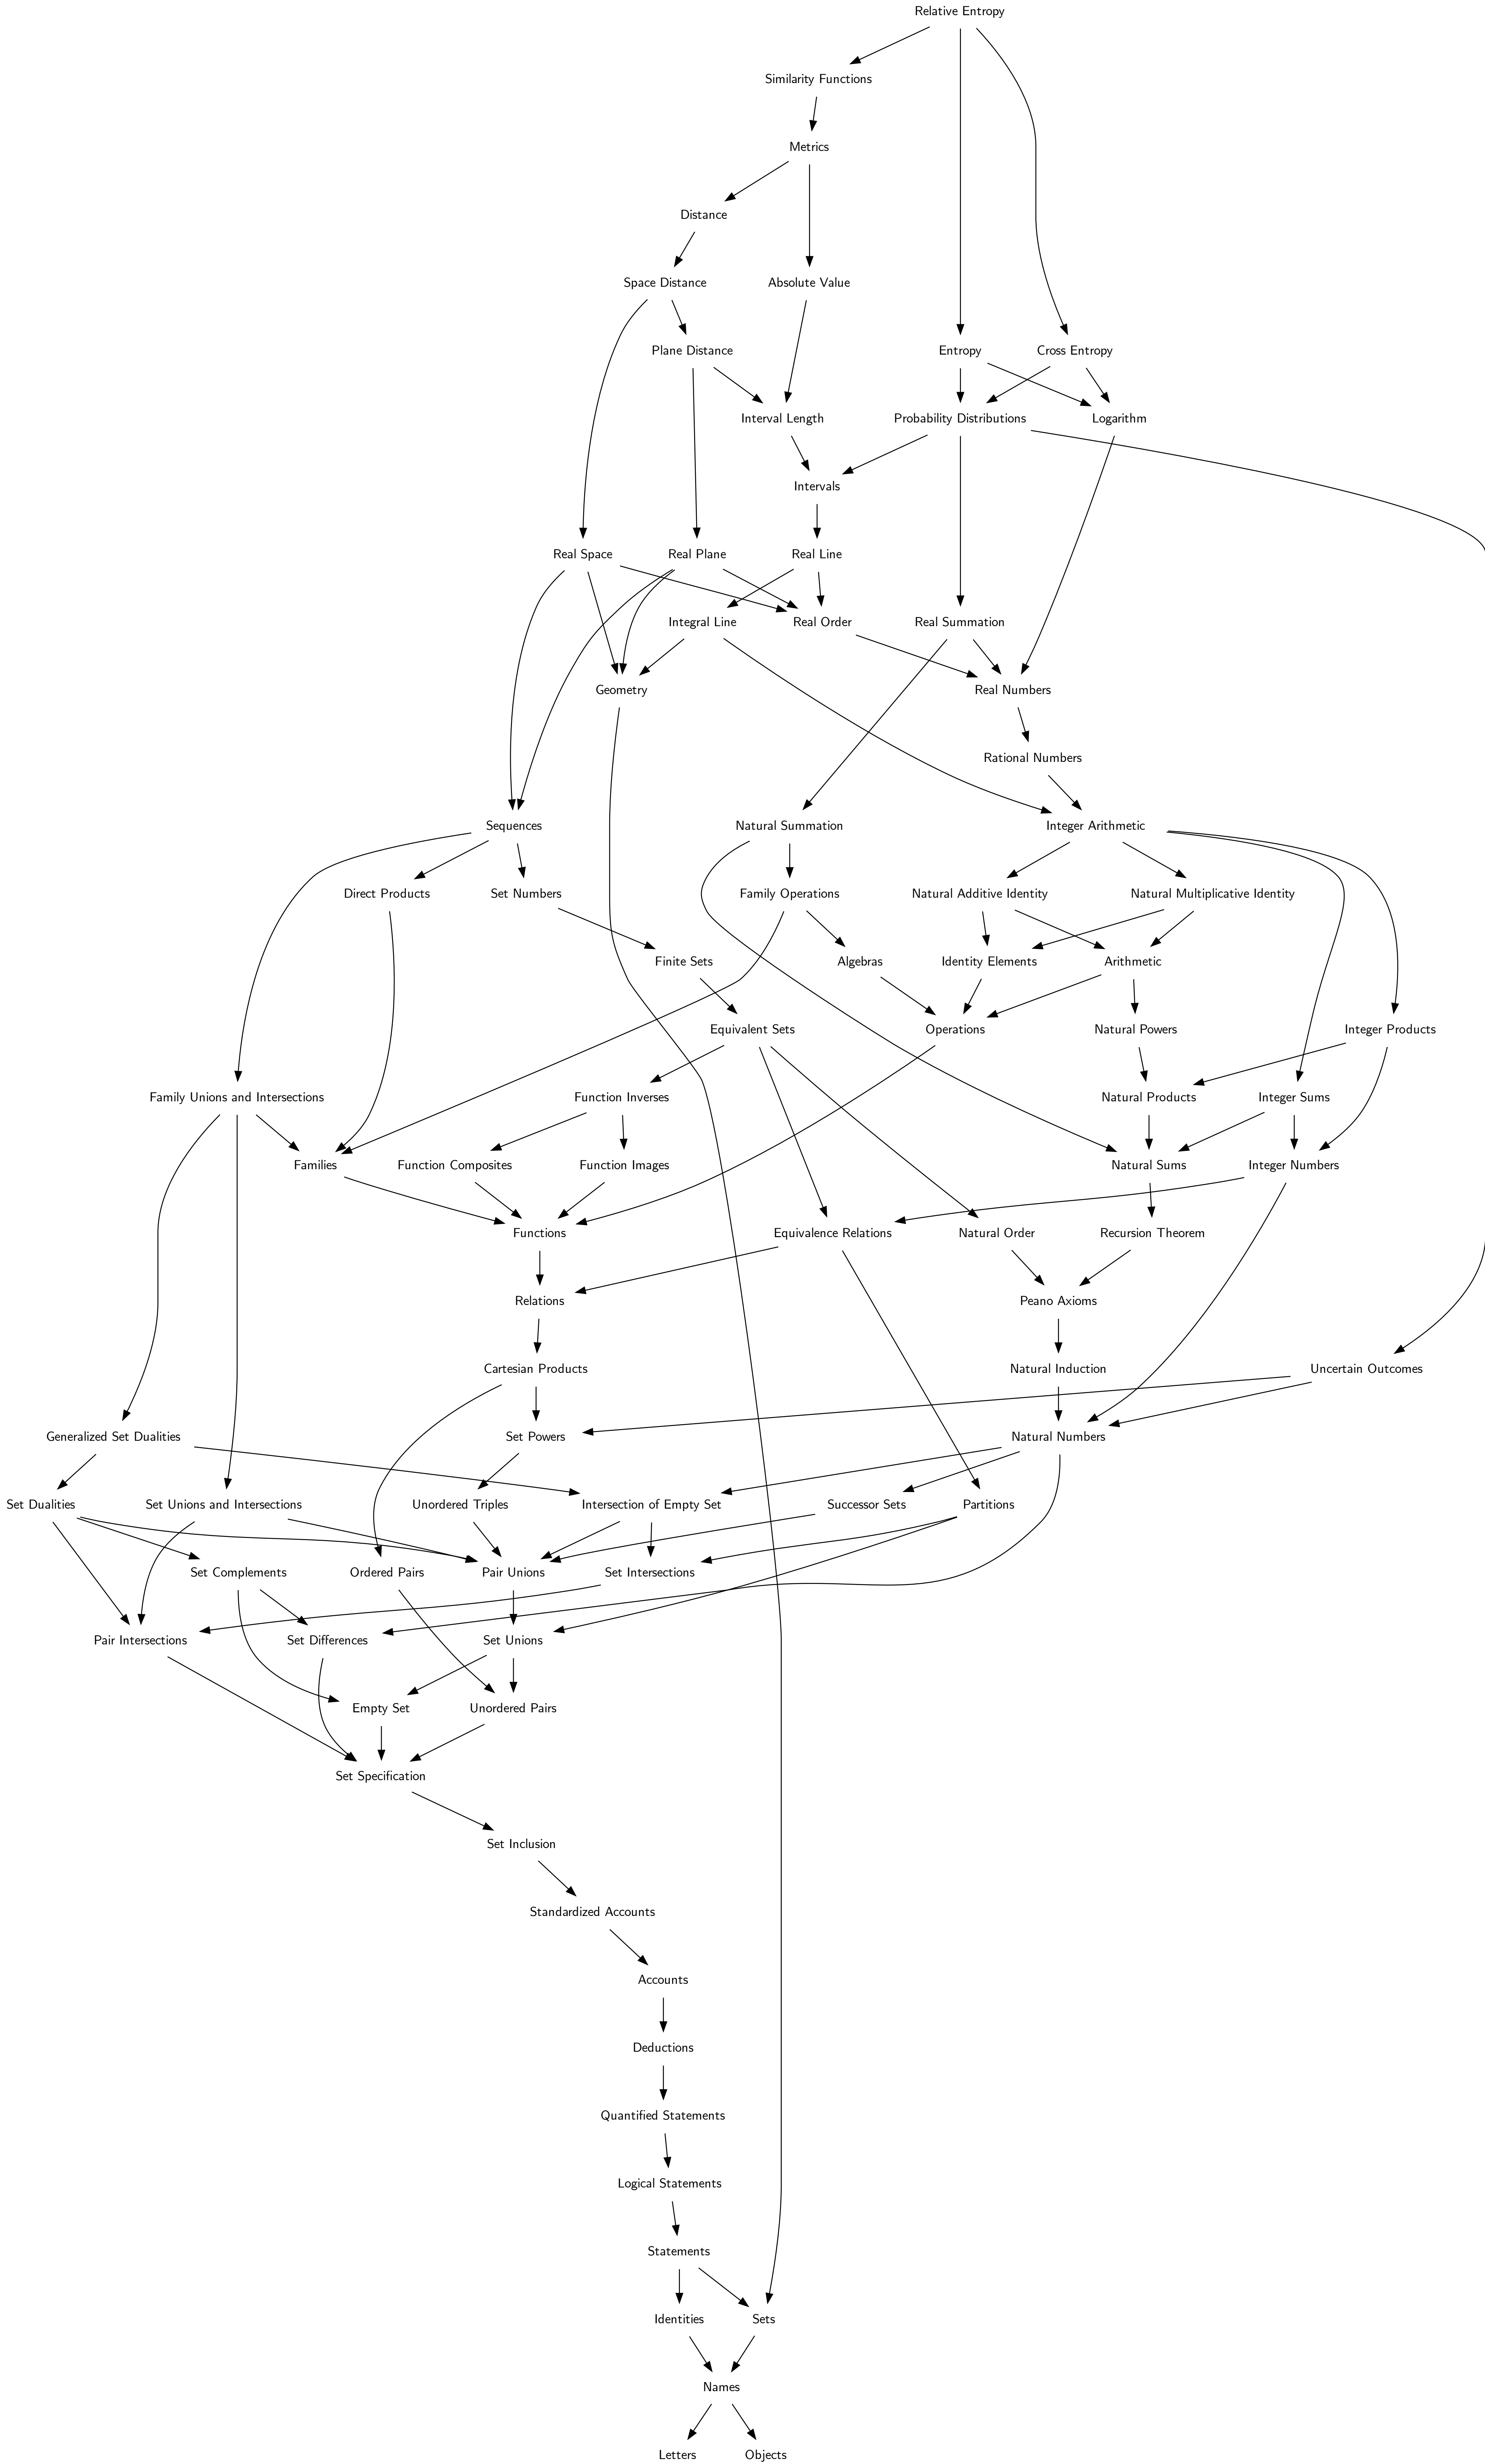 Relative Entropy
Similarity Functions
Metrics
Distance
Space Distance
Absolute Value
Plane Distance
Entropy
Cross Entropy
Interval Length
Probability Distributions
Logarithm
Intervals
Real Space
Real Plane
Real Line
Integral Line
Real Order
Real Summation
Geometry
Real Numbers
Rational Numbers
Sequences
Natural Summation
Integer Arithmetic
Direct Products
Set Numbers
Family Operations
Natural Additive Identity
Natural Multiplicative Identity
Finite Sets
Algebras
Identity Elements
Arithmetic
Equivalent Sets
Operations
Natural Powers
Integer Products
Family Unions and Intersections
Function Inverses
Natural Products
Integer Sums
Families
Function Composites
Function Images
Natural Sums
Integer Numbers
Functions
Equivalence Relations
Natural Order
Recursion Theorem
Relations
Peano Axioms
Cartesian Products
Natural Induction
Uncertain Outcomes
Generalized Set Dualities
Set Powers
Natural Numbers
Set Dualities
Set Unions and Intersections
Unordered Triples
Intersection of Empty Set
Successor Sets
Partitions
Set Complements
Ordered Pairs
Pair Unions
Set Intersections
Pair Intersections
Set Differences
Set Unions
Empty Set
Unordered Pairs
Set Specification
Set Inclusion
Standardized Accounts
Accounts
Deductions
Quantified Statements
Logical Statements
Statements
Identities
Sets
Names
Letters
Objects